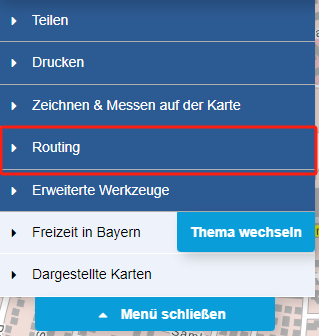 Teilen
Drucken
Zeichnen & Messen auf der Karte
Routing
Erweiterte Werkzeuge
Freizeit in Bayern
Thema wechseln
Dargestellte Karten
Menü schließen